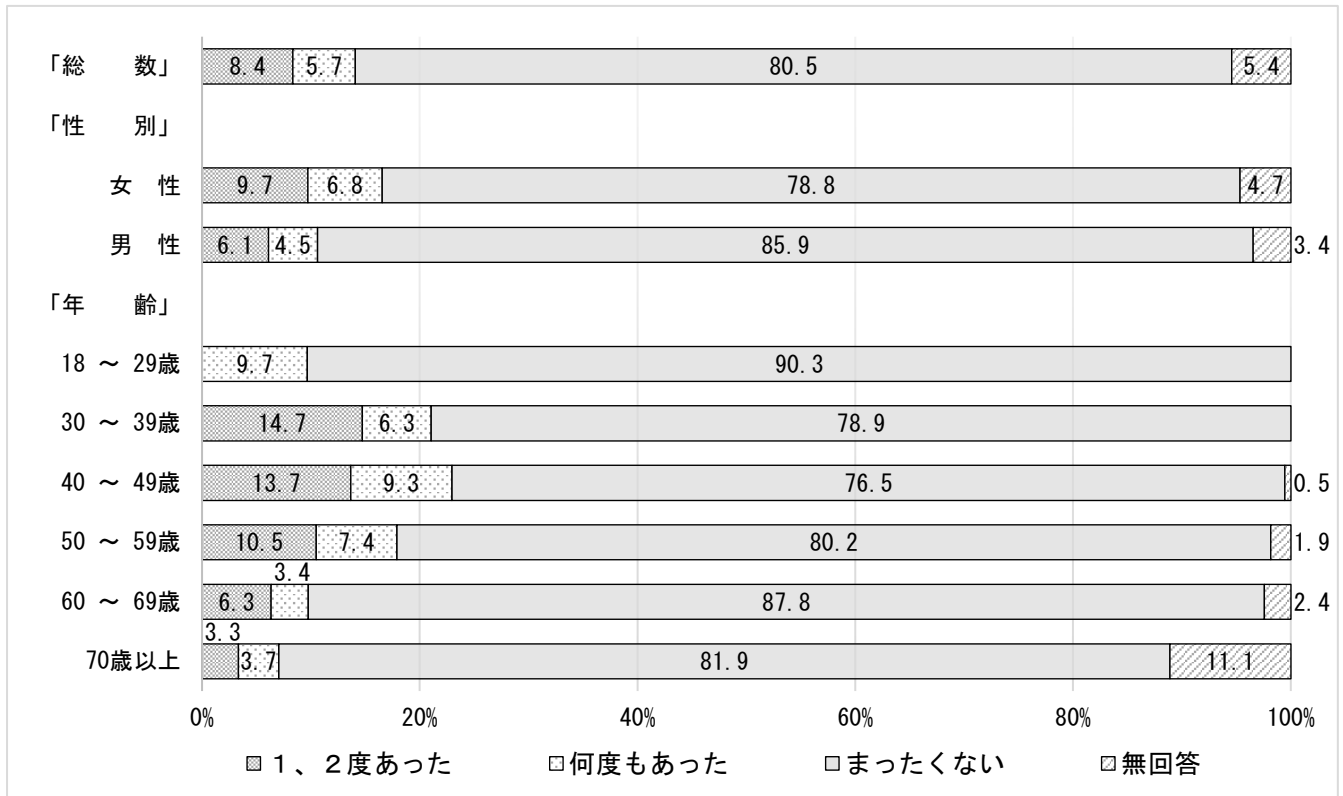 「総　　数」 8.4 5.7 80.5 5.4
「性　　別」
女　性 9.7 6.8 78.8 4.7
男　性 6.1 4.5 85.9 3.4
「年　　齢」
18 ～ 29歳 9.7 90.3
30 ～ 39歳 14.7 6.3 78.9
40 ～ 49歳 13.7 9.3 76.5 0.5
50 ～ 59歳 10.5 7.4 80.2 1.9
60 ～ 69歳 6.3 3.4 87.8 2.4
70歳以上 3.3 3.7 81.9 11.1
0% 20% 40% 60% 80% 100%
１、２度あった 何度もあった まったくない 無回答